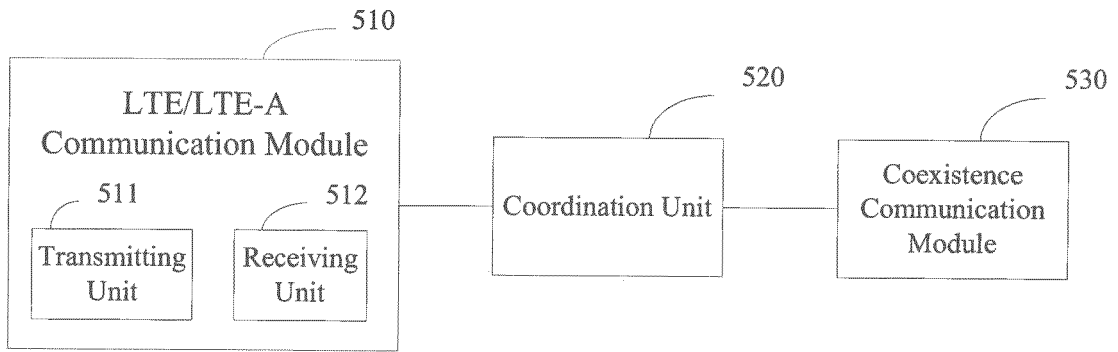 510
LTE/LTE-A
Communication Module
511
Transmitting
Unit
512
Receiving
Unit
520
Coordination Unit
530
Coexistence
Communication
Module